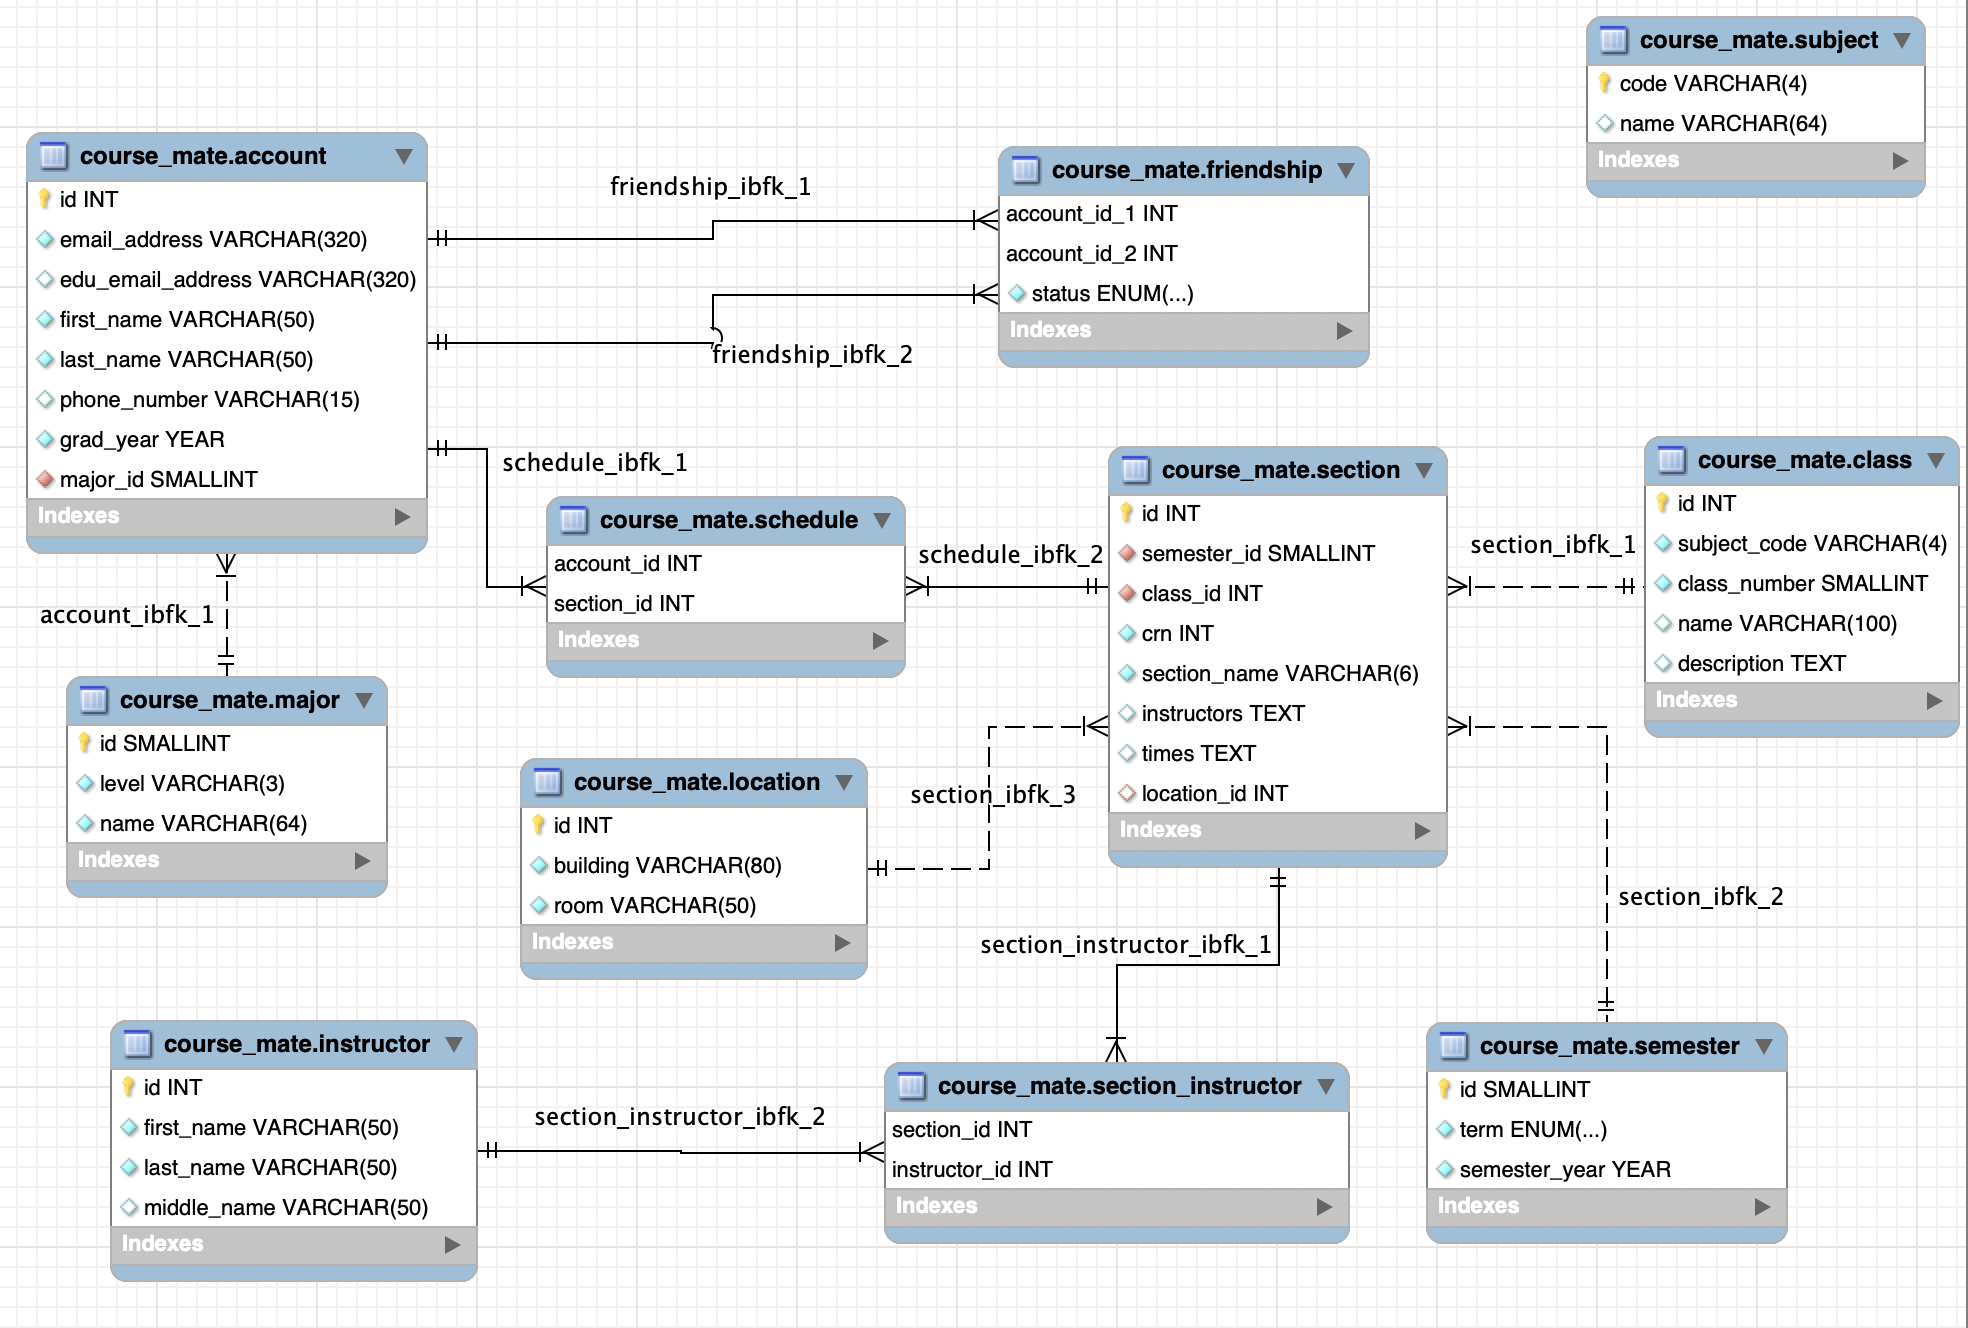 course_mate.subject
code VARCHAR(4)
name VARCHAR(64)
Indexes
course_mate.account
id INT
email_address VARCHAR(320)
edu_email_address VARCHAR(320)
first_name VARCHAR(50)
last_name VARCHAR(50)
phone_number VARCHAR(15)
grad_year YEAR
major_id SMALLINT
Indexes
friendship_ibfk_1
friendship_ibfk_2
course_mate.friendship
account_id_1 INT
account_id_2 INT
status ENUM(...)
Indexes
schedule_ibfk_1
course_mate.schedule
account_id INT
section_id INT
Indexes
schedule_ibfk_2
course_mate.section
id INT
semester_id SMALLINT
class_id INT
crn INT
section_name VARCHAR(6)
instructors TEXT
times TEXT
location_id INT
Indexes
section_ibfk_1
course_mate.class
id INT
subject_code VARCHAR(4)
class_number SMALLINT
name VARCHAR(100)
description TEXT
Indexes
account_ibfk_1
course_mate.major
id SMALLINT
level VARCHAR(3)
name VARCHAR(64)
Indexes
course_mate.location
id INT
building VARCHAR(80)
room VARCHAR(50)
Indexes
section_ibfk_3
section_ibfk_2
section_instructor_ibfk_1
course_mate.instructor
id INT
first_name VARCHAR(50)
last_name VARCHAR(50)
middle_name VARCHAR(50)
Indexes
section_instructor_ibfk_2
course_mate.section_instructor
section_id INT
instructor_id INT
Indexes
course_mate.semester
id SMALLINT
term ENUM(...)
semester_year YEAR
Indexes